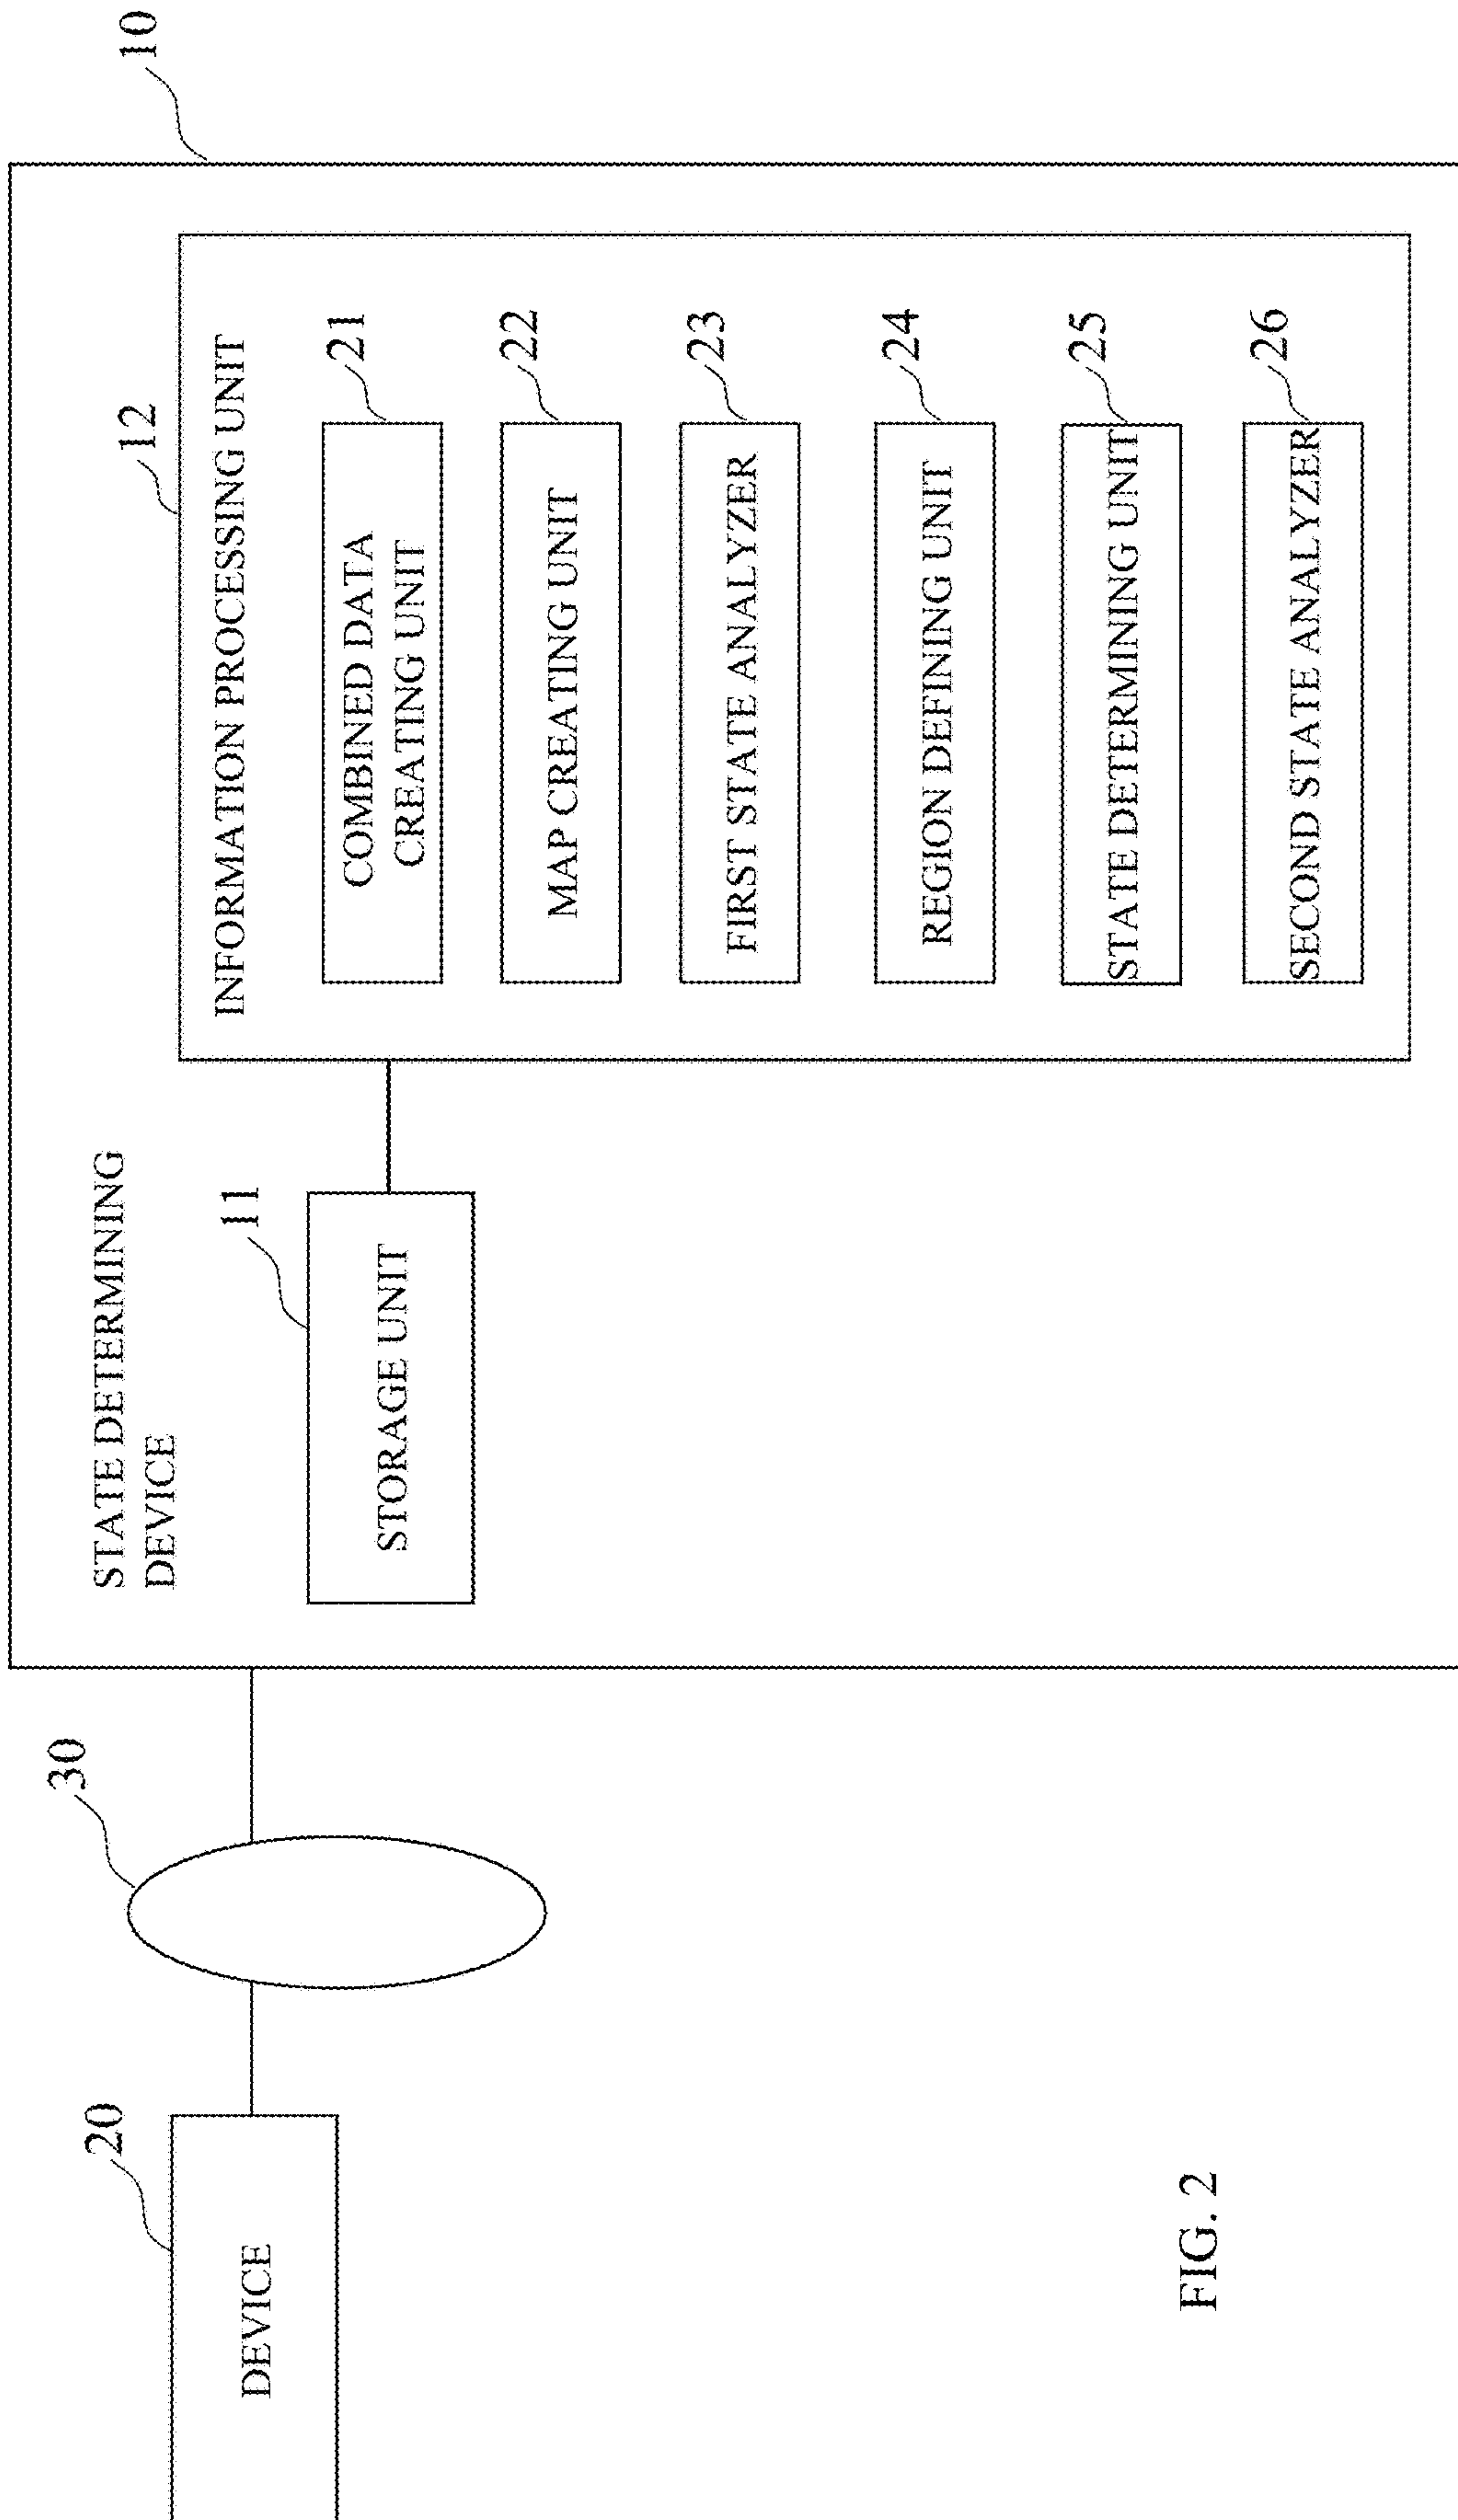 10
STATE DETERMINING
DEVICE
12
INFORMATION PROCESSING UNIT
21
COMBINED DATA
CREATING UNIT
22
MAP CREATING UNIT
23
FIRST STATE ANALYZER
24
REGION DEFINING UNIT
25
STATE DETERMINING UNIT
26
SECOND STATE ANALYZER
11
STORAGE UNIT
30
20
DEVICE
FIG. 2